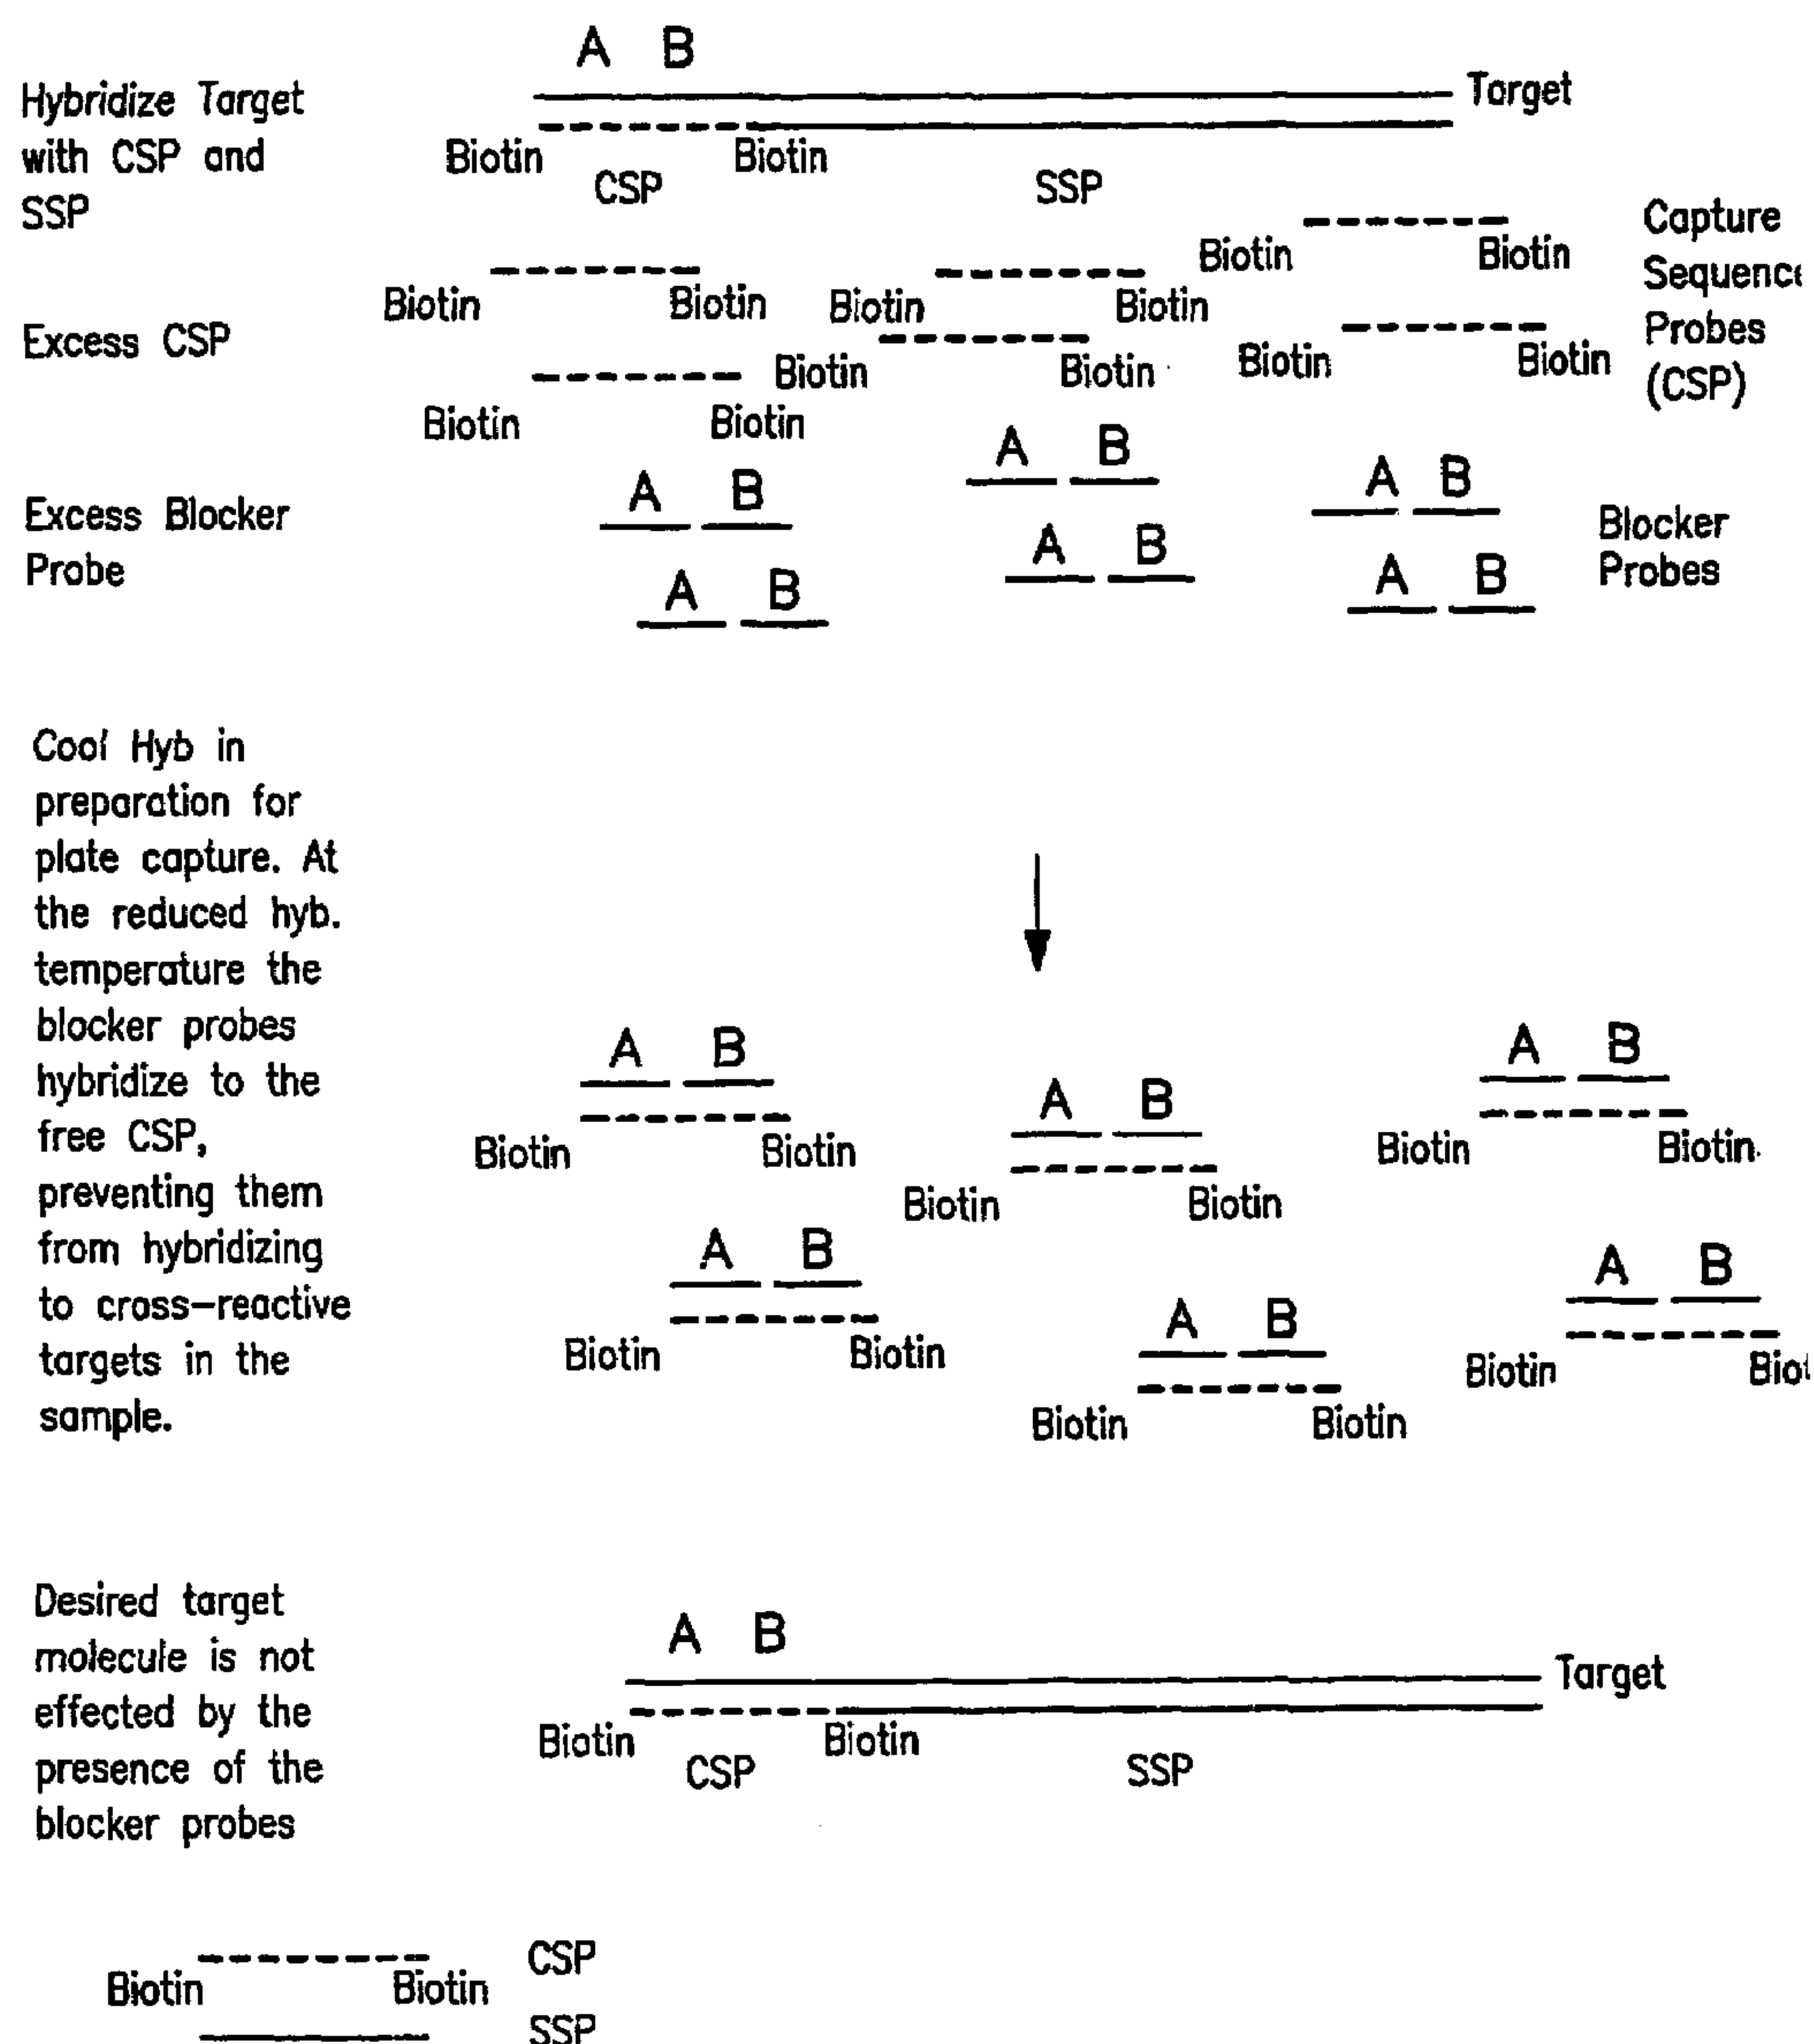 A B
Hybridize Target
with CSP and
SSP
Target
Biotin Biotin
CSP SSP
Biotin Biotin
Capture
Sequence
Probes
(CSP)
Excess CSP
Biotin Biotin Biotin Biotin
Biotin Biotin Biotin Biotin
Biotin Biotin
Excess Blocker
Probe
A B A B A B
A B A B A B
Blocker
Probes
Cool Hyb in
preparation for
plate capture. At
the reduced hyb.
temperature the
blocker probes
hybridize to the
free CSP,
preventing them
from hybridizing
to cross-reactive
targets in the
sample.
A B A B A B
Biotin Biotin Biotin Biotin Biotin Biotin
A B A B A B
Biotin Biotin Biotin Biotin Biotin
Desired target
molecule is not
effected by the
presence of the
blocker probes
A B
Target
Biotin Biotin
CSP SSP
Biotin Biotin CSP
SSP